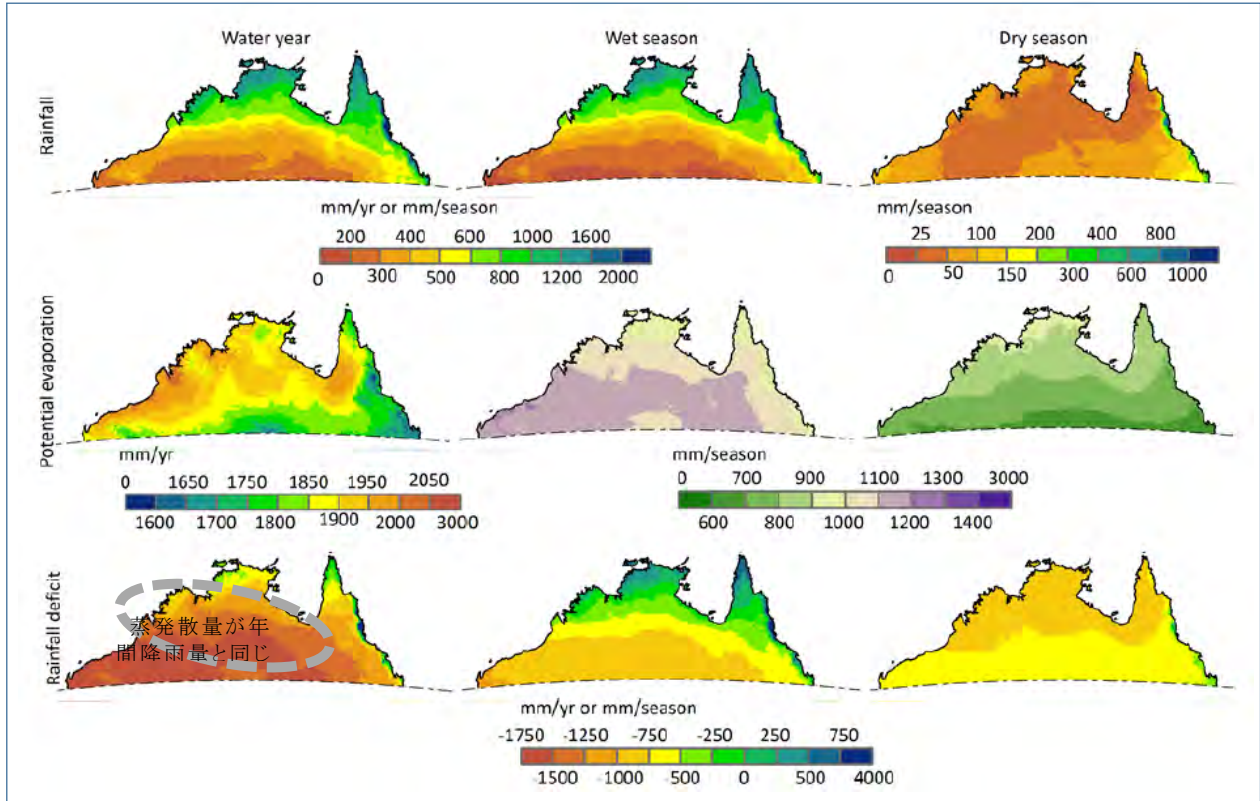 Water year
Wet season
Dry season
Rainfall
mm/yr or mm/season
200 400 600 1000 1600
0 300 500 800 1200 2000
mm/season
25 100 200 400 800
0 50 150 300 600 1000
Potential evaporation
mm/yr
0 1650 1750 1850 1950 2050
1600 1700 1800 1900 2000 3000
mm/season
0 700 900 1100 1300 3000
600 800 1000 1200 1400
Rainfall deficit
蒸発散量が年
間降雨量と同じ
mm/yr or mm/season
-1750 -1250 -750 -250 250 750
-1500 -1000 -500 0 500 4000